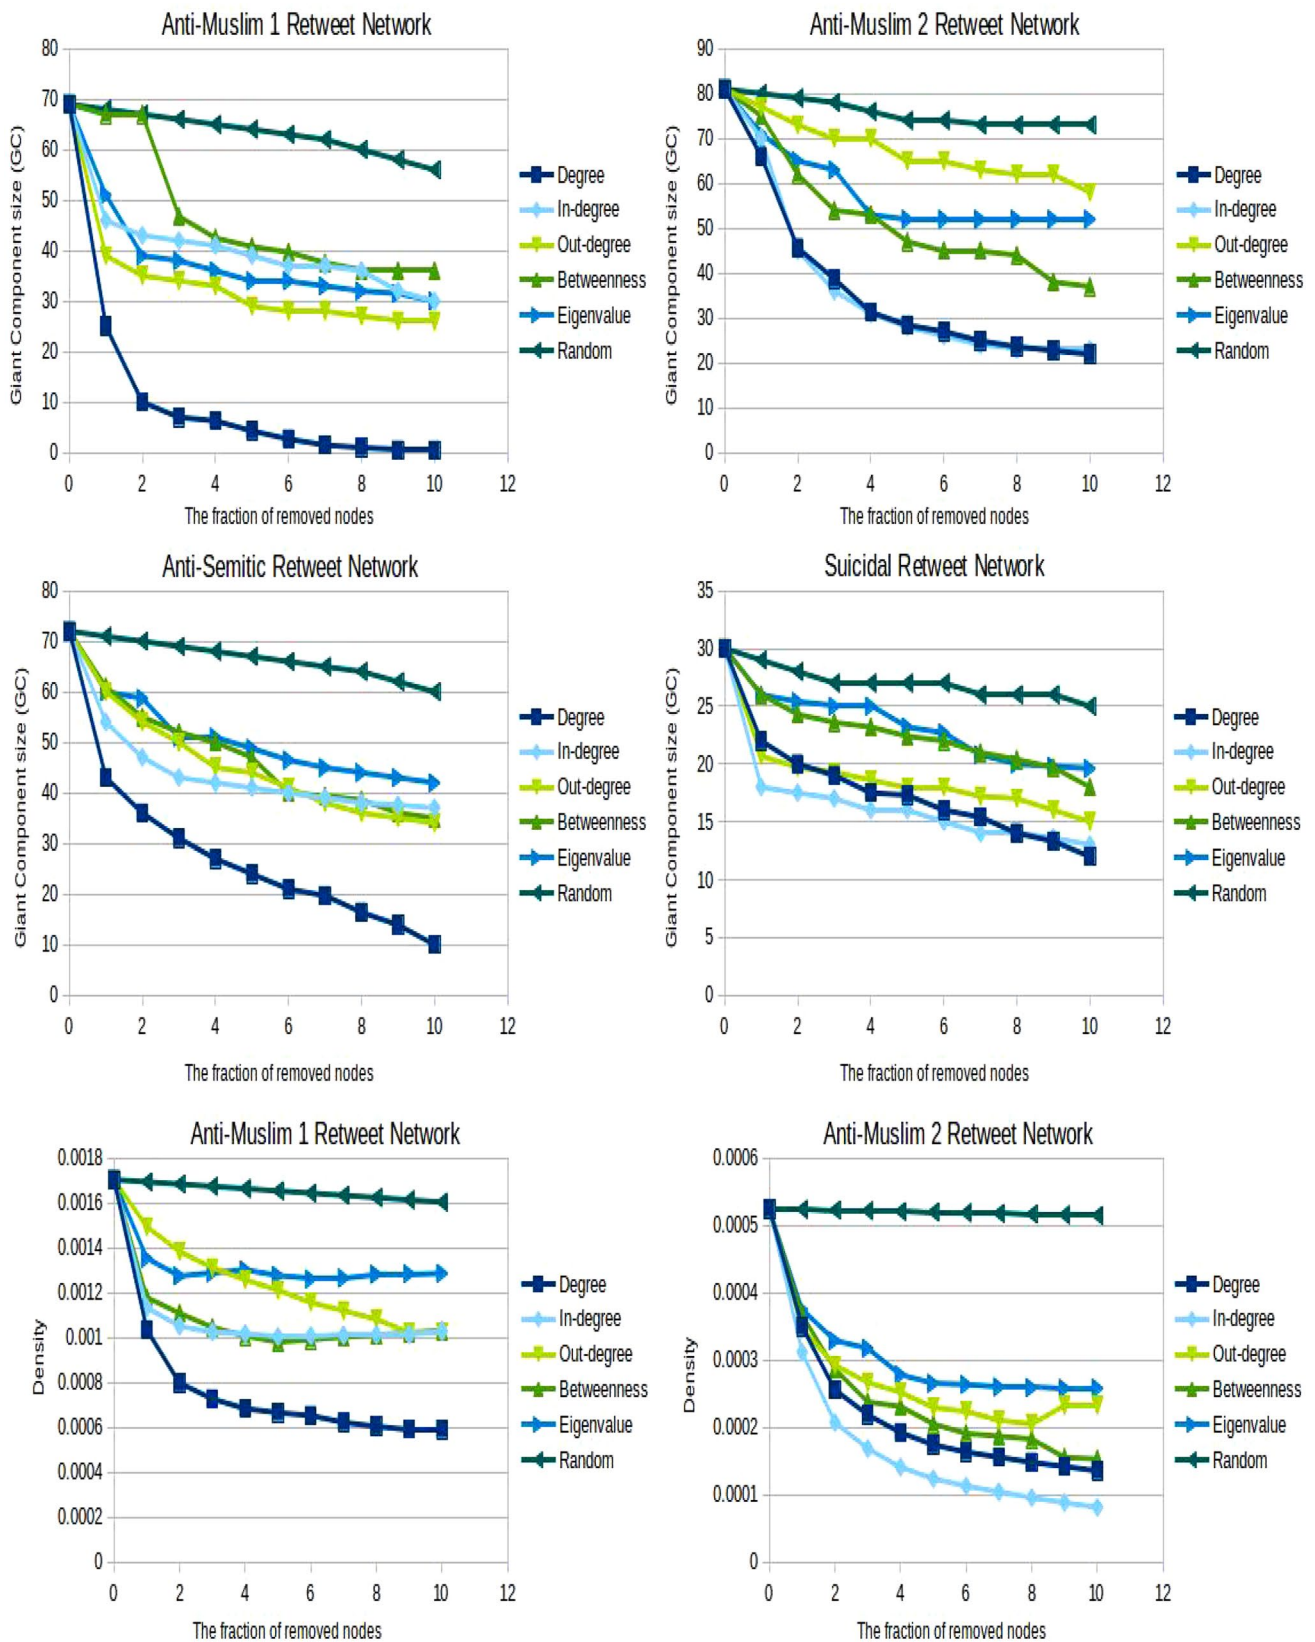 Anti-Muslim 1 Retweet Network
80
70
60
50
40
30
20
10
0
Giant Component size (GC)
0 2 4 6 8 10 12
The fraction of removed nodes
Degree
In-degree
Out-degree
Betweenness
Eigenvalue
Random
Anti-Muslim 2 Retweet Network
90
80
70
60
50
40
30
20
10
0
Giant Component size (GC)
0 2 4 6 8 10 12
The fraction of removed nodes
Degree
In-degree
Out-degree
Betweenness
Eigenvalue
Random
Anti-Semitic Retweet Network
80
70
60
50
40
30
20
10
0
Giant Component size (GC)
0 2 4 6 8 10 12
The fraction of removed nodes
Degree
In-degree
Out-degree
Betweenness
Eigenvalue
Random
Suicidal Retweet Network
35
30
25
20
15
10
5
0
Giant Component size (GC)
0 2 4 6 8 10 12
The fraction of removed nodes
Degree
In-degree
Out-degree
Betweenness
Eigenvalue
Random
Anti-Muslim 1 Retweet Network
0.0018
0.0016
0.0014
0.0012
0.001
0.0008
0.0006
0.0004
0.0002
0
Density
0 2 4 6 8 10 12
The fraction of removed nodes
Degree
In-degree
Out-degree
Betweenness
Eigenvalue
Random
Anti-Muslim 2 Retweet Network
0.0006
0.0005
0.0004
0.0003
0.0002
0.0001
0
Density
0 2 4 6 8 10 12
The fraction of removed nodes
Degree
In-degree
Out-degree
Betweenness
Eigenvalue
Random